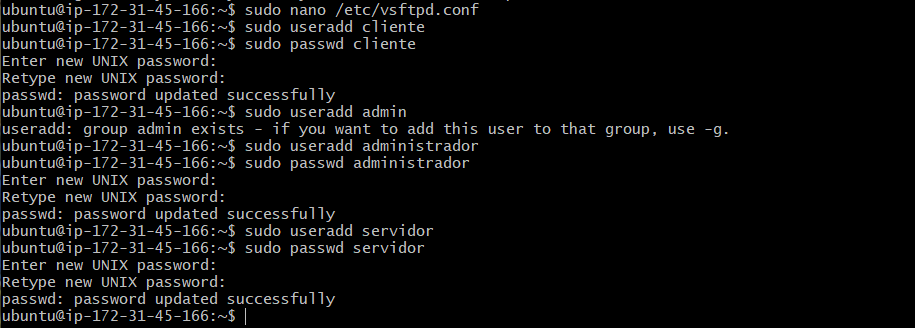 ubuntu@ip-172-31-45-166:~$ sudo nano /etc/vsftpd.conf
ubuntu@ip-172-31-45-166:~$ sudo useradd cliente
ubuntu@ip-172-31-45-166:~$ sudo passwd cliente
Enter new UNIX password:
Retype new UNIX password:
passwd: password updated successfully
ubuntu@ip-172-31-45-166:~$ sudo useradd admin
useradd: group admin exists - if you want to add this user to that group, use -g.
ubuntu@ip-172-31-45-166:~$ sudo useradd administrador
ubuntu@ip-172-31-45-166:~$ sudo passwd administrador
Enter new UNIX password:
Retype new UNIX password:
passwd: password updated successfully
ubuntu@ip-172-31-45-166:~$ sudo useradd servidor
ubuntu@ip-172-31-45-166:~$ sudo passwd servidor
Enter new UNIX password:
Retype new UNIX password:
passwd: password updated successfully
ubuntu@ip-172-31-45-166:~$